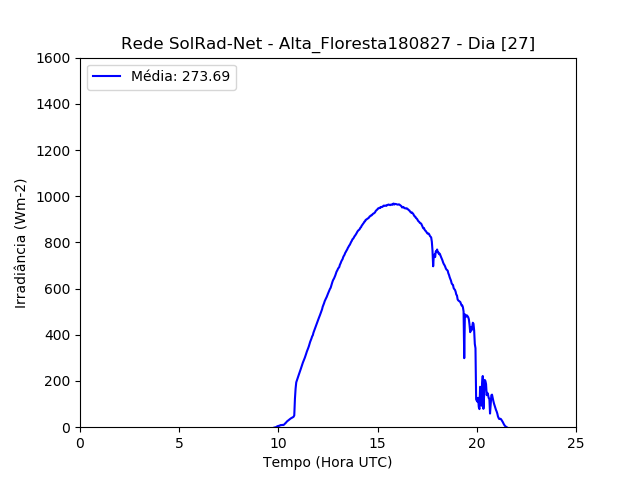 Rede SolRad-Net - Alta_Floresta180827 - Dia [27]
Média: 273.69
1600
1400
1200
1000
800
600
400
200
0
Irradiância (Wm-2)
0 5 10 15 20 25
Tempo (Hora UTC)